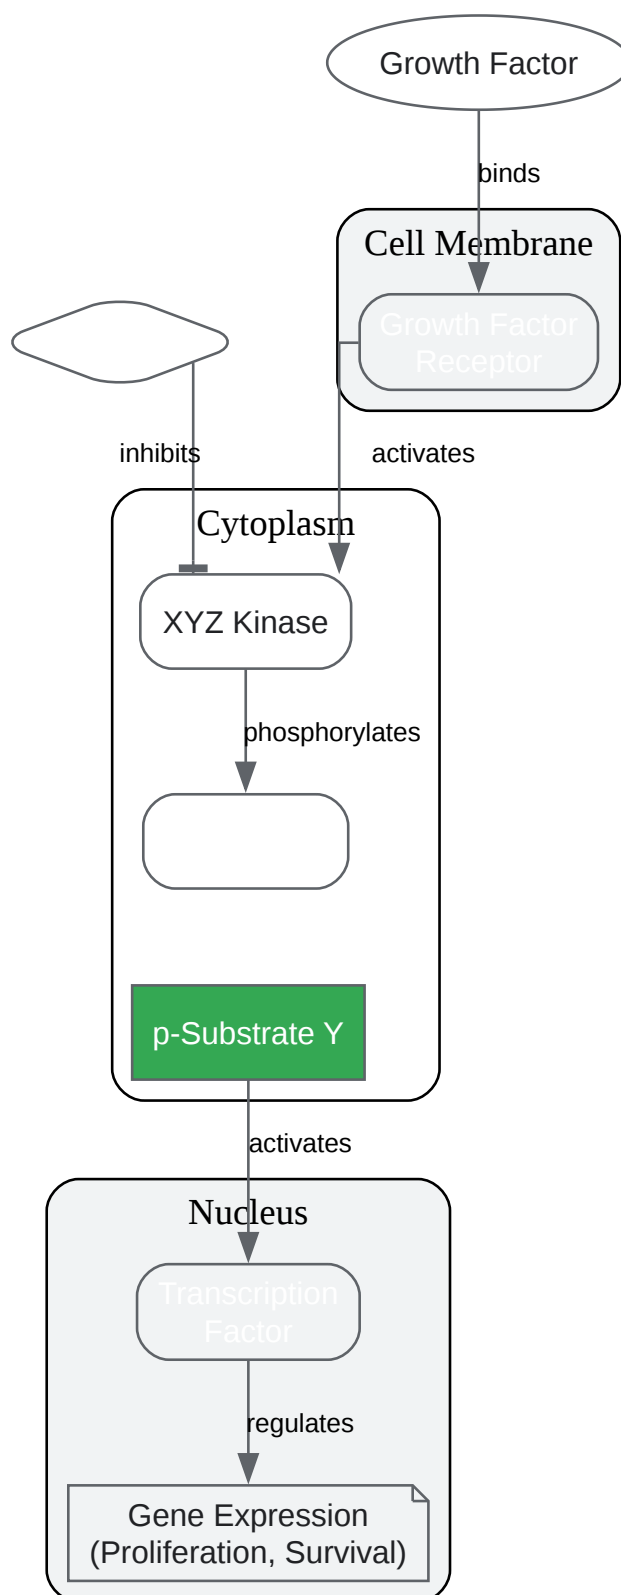 Growth Factor
binds
Cell Membrane
Growth Factor
Receptor
inhibits
activates
Cytoplasm
XYZ Kinase
phosphorylates
p-Substrate Y
activates
Nucleus
Transcription
Factor
regulates
Gene Expression
(Proliferation, Survival)